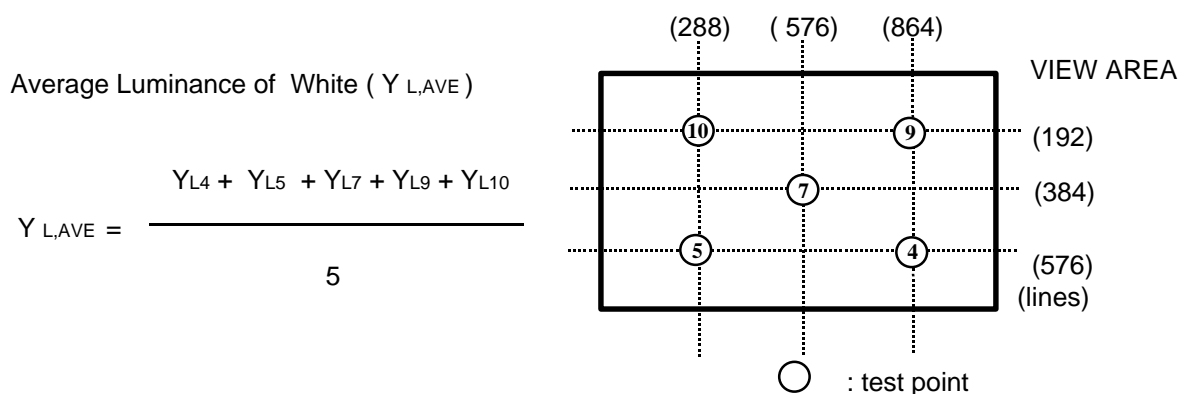 (288) ( 576) (864)
VIEW AREA
Average Luminance of White ( Y L,AVE )
10 9 (192)
YL4 + YL5 + YL7 + YL9 + YL10
7 (384)
Y L,AVE =
5 4 (576)
5
(lines)
: test point